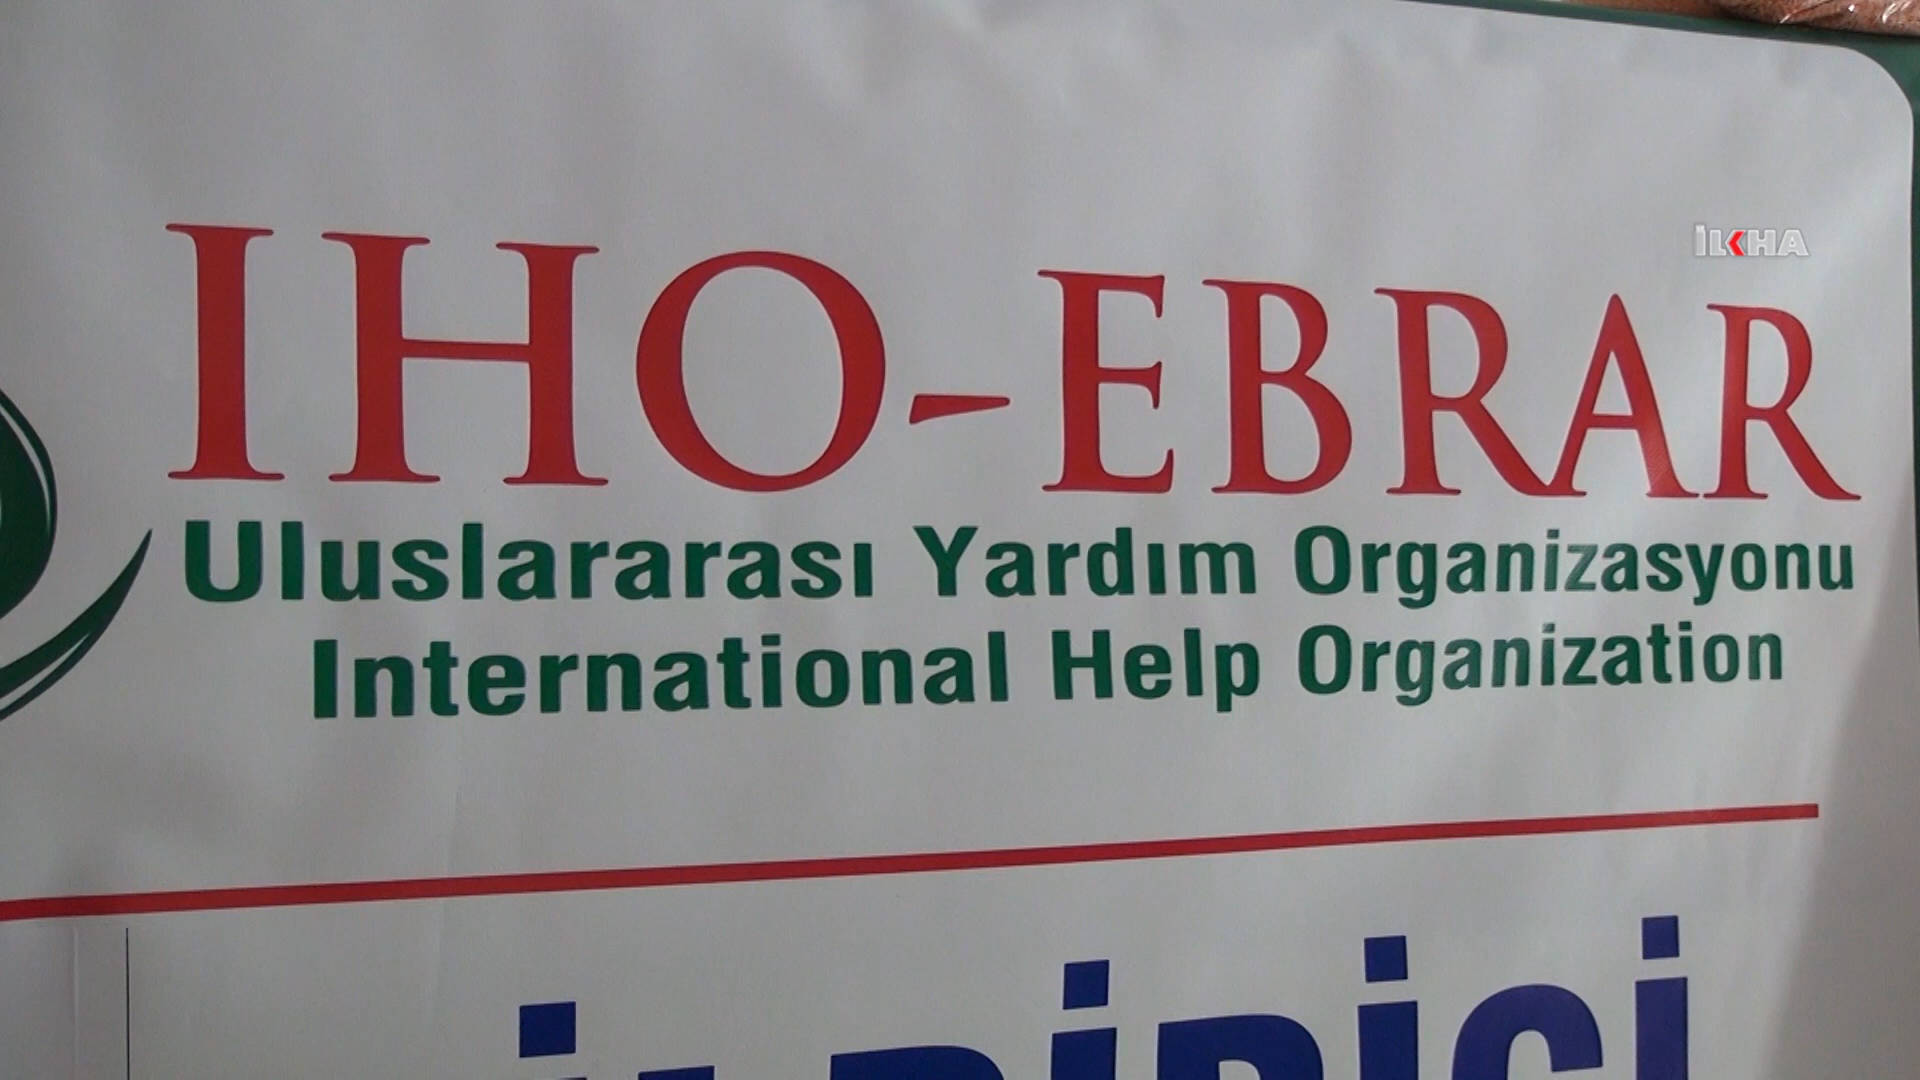 İLKHA
IHO-EBRAR
Uluslararası Yardım Organizasyonu
International Help Organization